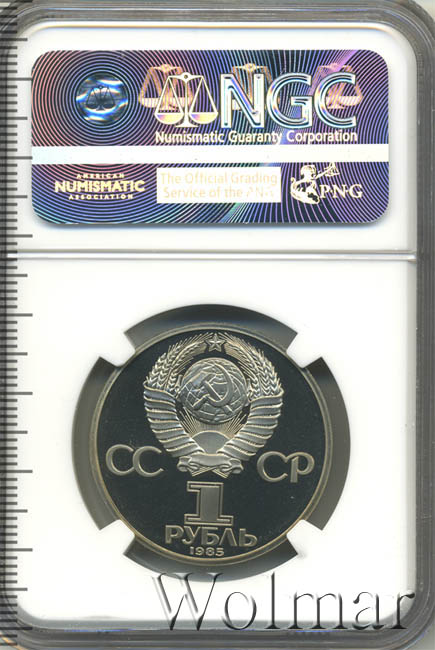 NGC
Numismatic Guaranty Corporation
AMERICAN
NUMISMATIC
ASSOCIATION
The Official Grading
Service of the ANA
PNG
СС СР
1
РУБЛЬ
1985
Wolmar